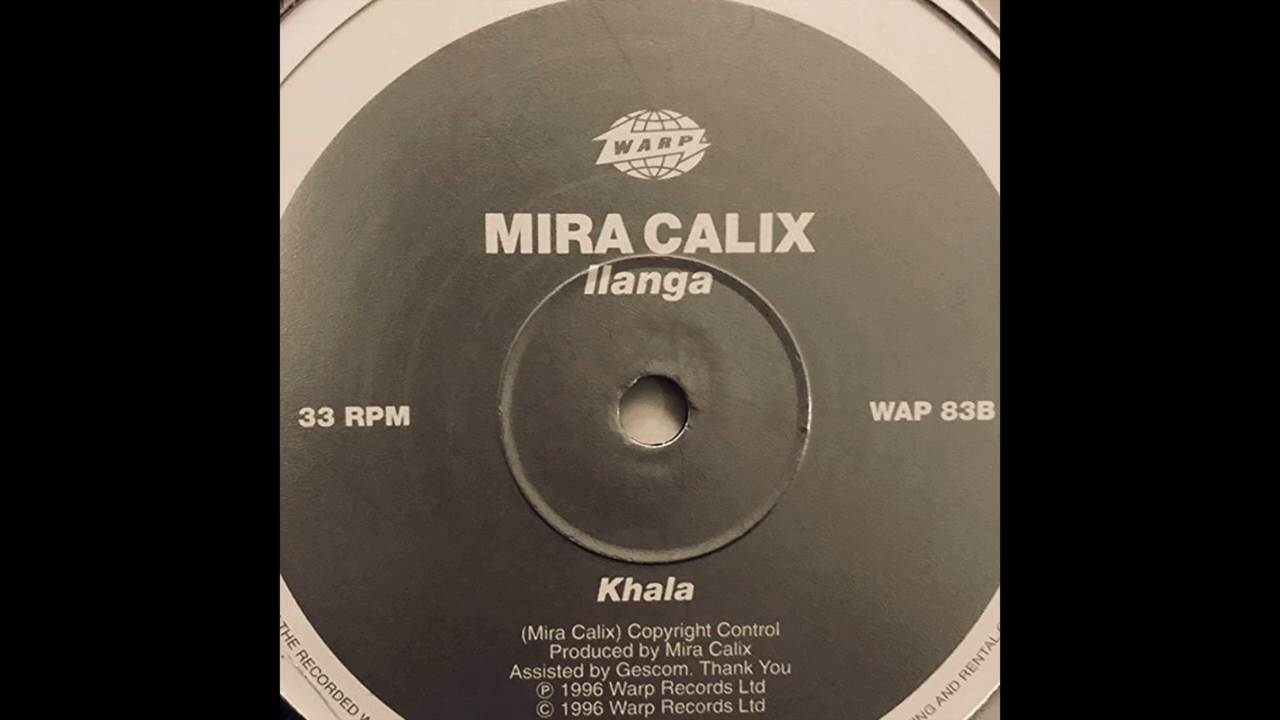 WARP
MIRA CALIX
Ilanga
33 RPM
WAP 83B
Khala
(Mira Calix) Copyright Control
Produced by Mira Calix
Assisted by Gescom. Thank You
℗ 1996 Warp Records Ltd
© 1996 Warp Records Ltd
THE RECORDED
AND RENTAL